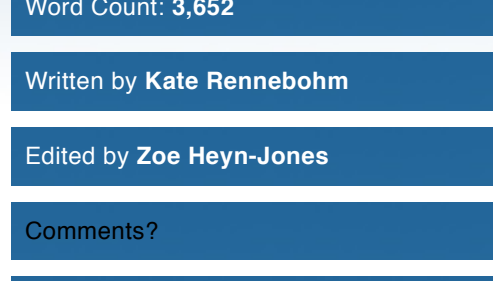 Word Count: 3,652
Written by Kate Rennebohm
Edited by Zoe Heyn-Jones
Comments?